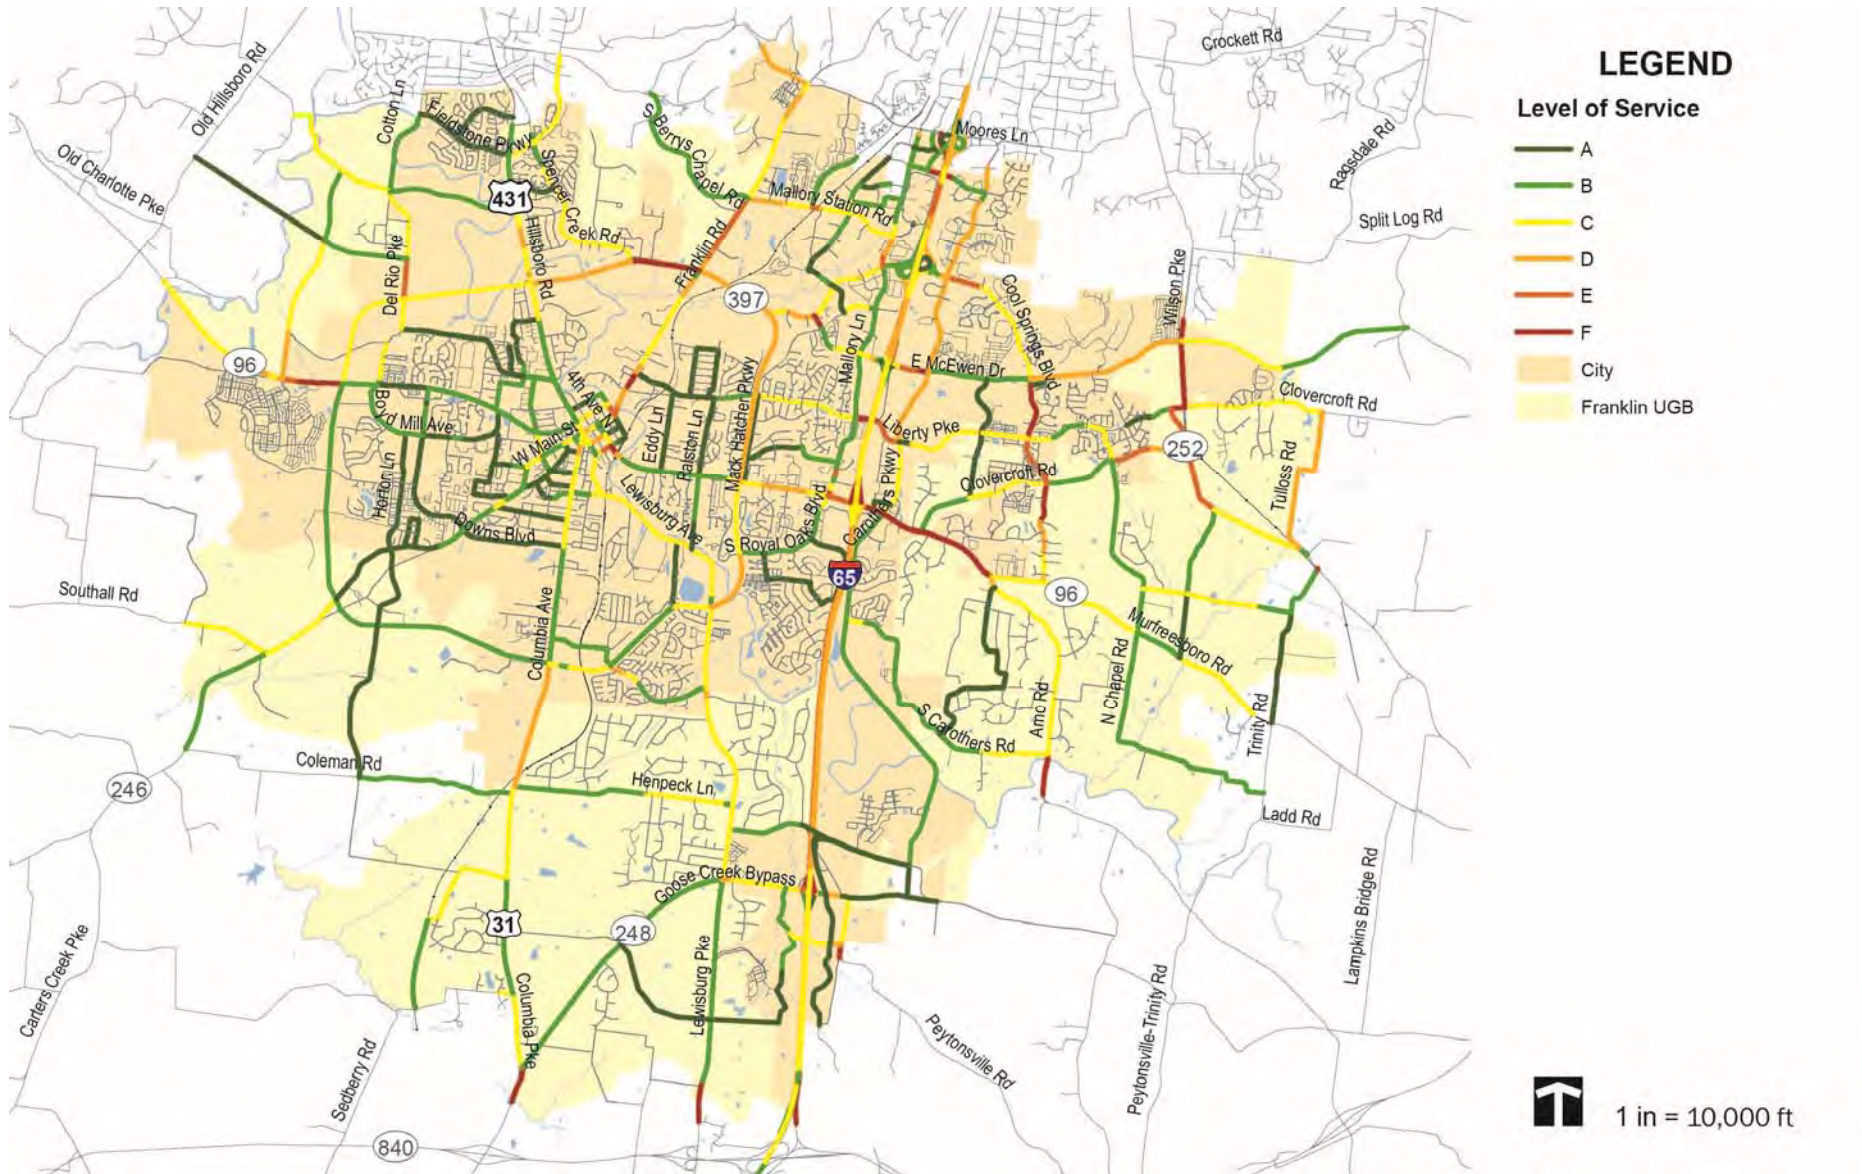 Crockett Rd
Old Hillsboro Rd
Cotton Ln
Fieldstone Pkwy
S Berrys Chapel Rd
Moores Ln
Ragsdale Rd
Old Charlotte Pke
Spencer Creek Rd
431
Mallory Station Rd
Split Log Rd
Hillsboro Rd
Franklin Rd
Del Rio Pke
397
Cool Springs Blvd
Wilson Pke
Mallory Ln
96
E McEwen Dr
4th Ave N
Mack Hatcher Pkwy
Clovercroft Rd
Boyd Mill Ave
W Main St
Eddy Ln
Ralston Ln
Liberty Pke
252
Horton Ln
Clovercroft Rd
Tulloss Rd
Lewisburg Ave
Carothers Pkwy
Downs Blvd
S Royal Oaks Blvd
65
Southall Rd
96
Columbia Ave
Murfreesboro Rd
N Chapel Rd
Arno Rd
Trinity Rd
S Carothers Rd
Coleman Rd
246
Henpeck Ln
Ladd Rd
Goose Creek Bypass
Lampkins Bridge Rd
31
248
Carters Creek Pke
Lewisburg Pke
Columbia Pke
Peytonsville Rd
Peytonsville-Trinity Rd
Sedberry Rd
840
LEGEND
Level of Service
A
B
C
D
E
F
City
Franklin UGB
1 in = 10,000 ft